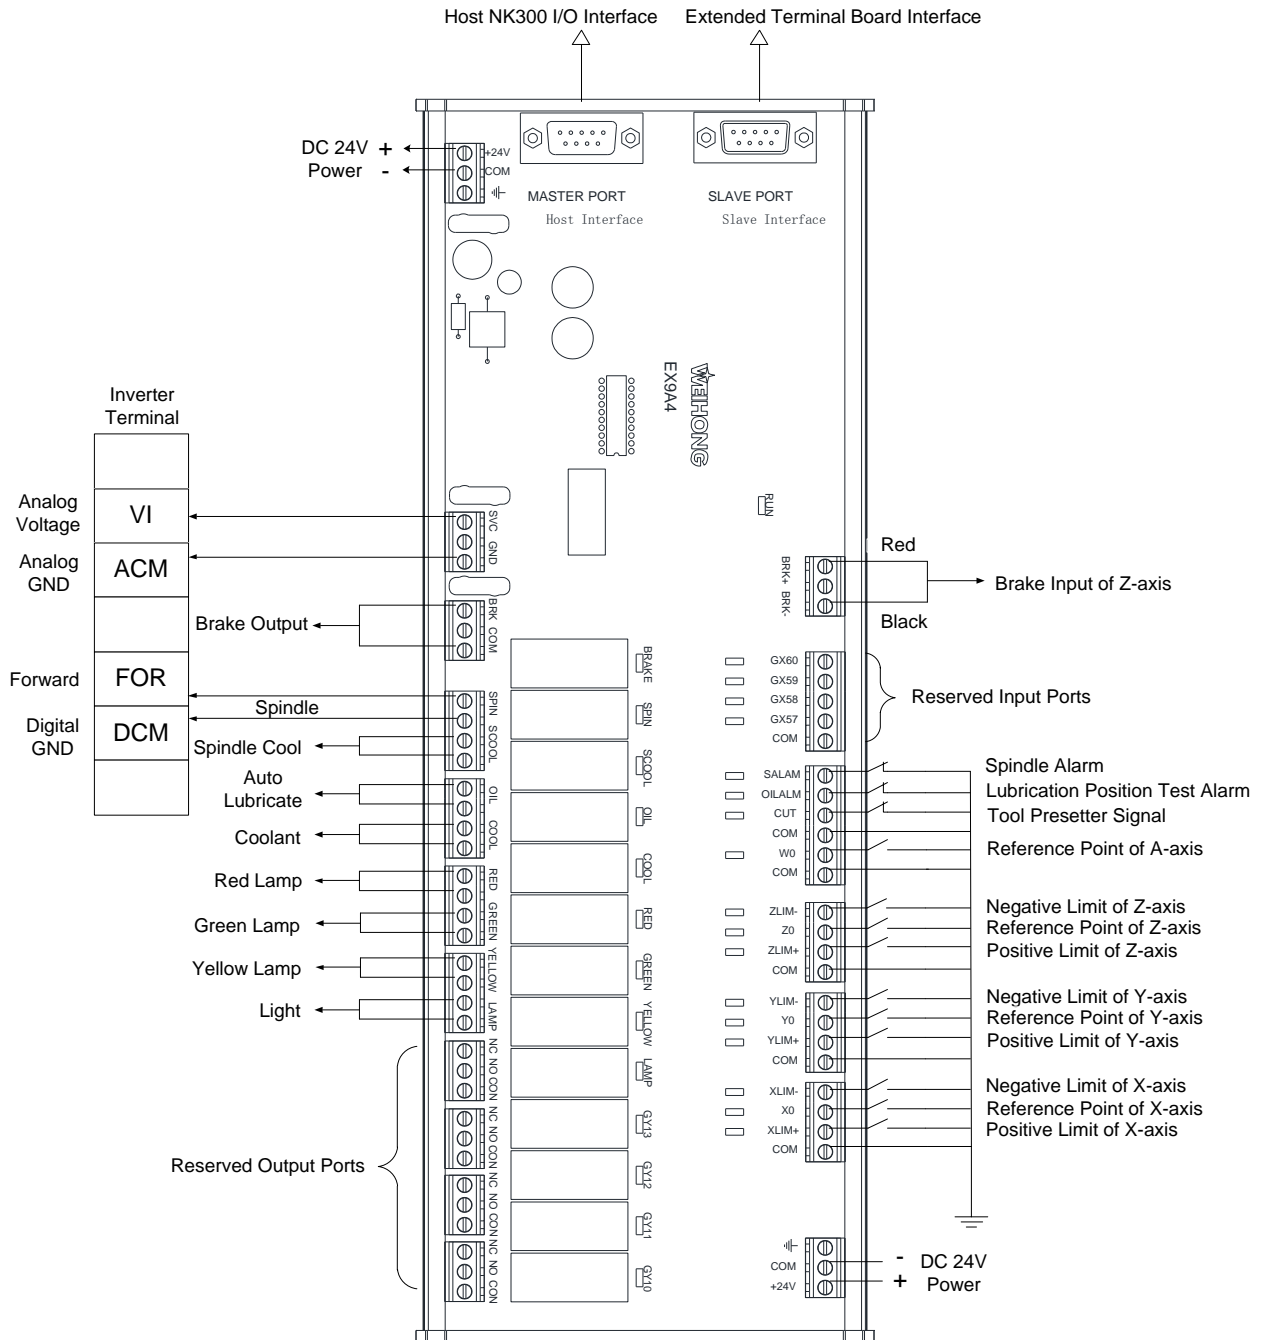 Host NK300 I/O Interface
Extended Terminal Board Interface
DC 24V +
Power -
+24V
COM
MASTER PORT
Host Interface
SLAVE PORT
Slave Interface
EX9A4
WEIHONG
RUN
Inverter
Terminal
Analog
Voltage
VI
Analog
GND
ACM
Forward
FOR
Digital
GND
DCM
SVC
GND
Brake Output
BRK
COM
Spindle
Spindle Cool
SPIN
SCOOL
Auto
Lubricate
Coolant
OIL
COOL
Red Lamp
Green Lamp
RED
GREEN
Yellow Lamp
Light
YELLOW
LAMP
Reserved Output Ports
NC
NO
CON
NC
NO
CON
NC
NO
CON
NC
NO
CON
BRAKE
SPIN
SCOOL
OIL
COOL
RED
GREEN
YELLOW
LAMP
GY13
GY12
GY11
GY10
BRK+
BRK-
Red
Black
Brake Input of Z-axis
GX60
GX59
GX58
GX57
COM
Reserved Input Ports
SALAM
Spindle Alarm
OILALM
Lubrication Position Test Alarm
CUT
Tool Presetter Signal
COM
W0
Reference Point of A-axis
COM
ZLIM-
Negative Limit of Z-axis
Z0
Reference Point of Z-axis
ZLIM+
Positive Limit of Z-axis
COM
YLIM-
Negative Limit of Y-axis
Y0
Reference Point of Y-axis
YLIM+
Positive Limit of Y-axis
COM
XLIM-
Negative Limit of X-axis
X0
Reference Point of X-axis
XLIM+
Positive Limit of X-axis
COM
COM
+24V
- DC 24V
+ Power